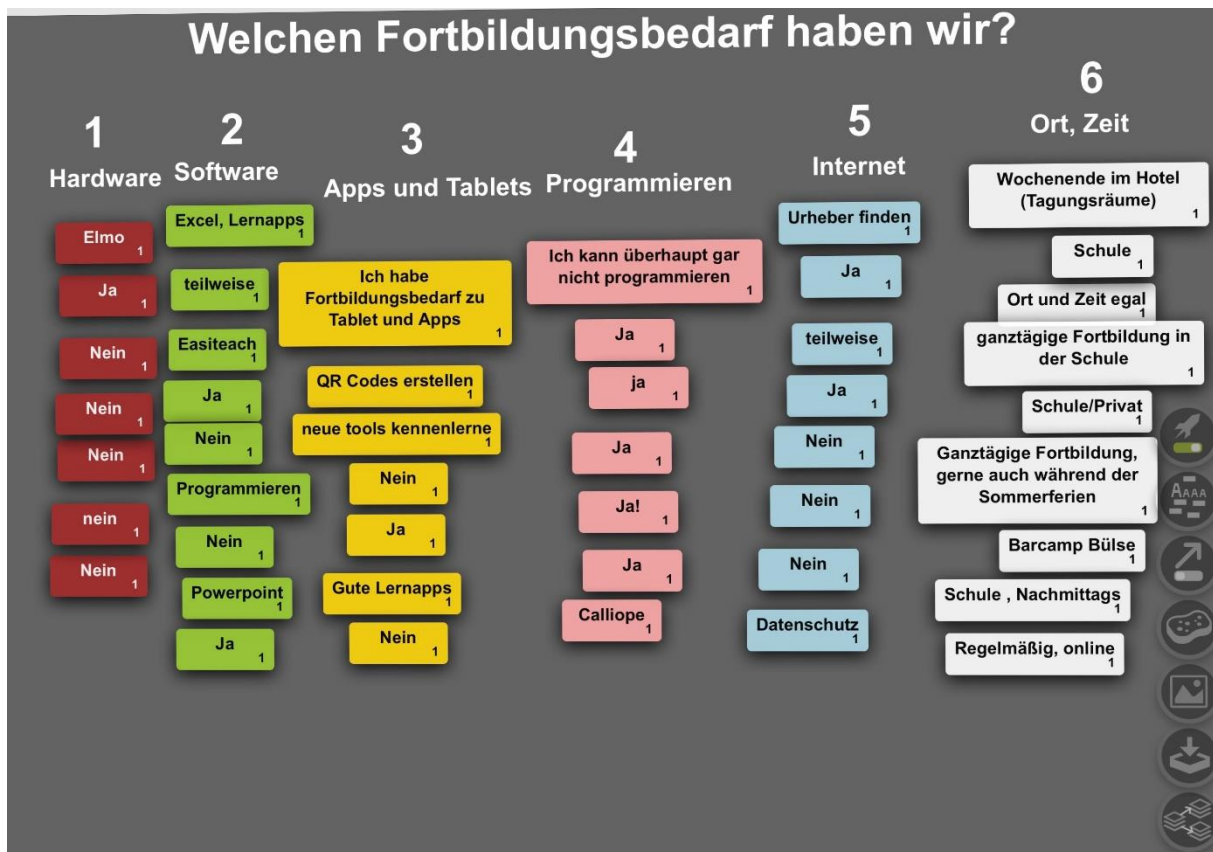 Welchen Fortbildungsbedarf haben wir?
1
Hardware
Elmo
1
Ja
1
Nein
1
Nein
1
Nein
1
nein
1
Nein
1
2
Software
Excel, Lernapps
1
teilweise
1
Easiteach
1
Ja
1
Nein
1
Programmieren
1
Nein
1
Powerpoint
1
Ja
1
3
Apps und Tablets
Ich habe
Fortbildungsbedarf zu
Tablet und Apps
1
QR Codes erstellen
1
neue tools kennenlerne
1
Nein
1
Ja
1
Gute Lernapps
1
Nein
1
4
Programmieren
Ich kann überhaupt gar
nicht programmieren
1
Ja
1
ja
1
Ja
1
Ja!
1
Ja
1
Calliope
1
5
Internet
Urheber finden
1
Ja
1
teilweise
1
Ja
1
Nein
1
Nein
1
Nein
1
Datenschutz
1
6
Ort, Zeit
Wochenende im Hotel
(Tagungsräume)
1
Schule
1
Ort und Zeit egal
1
ganztägige Fortbildung in
der Schule
1
Schule/Privat
1
Ganztägige Fortbildung,
gerne auch während der
Sommerferien
1
Barcamp Bülse
1
Schule , Nachmittags
1
Regelmäßig, online
1
AAAA